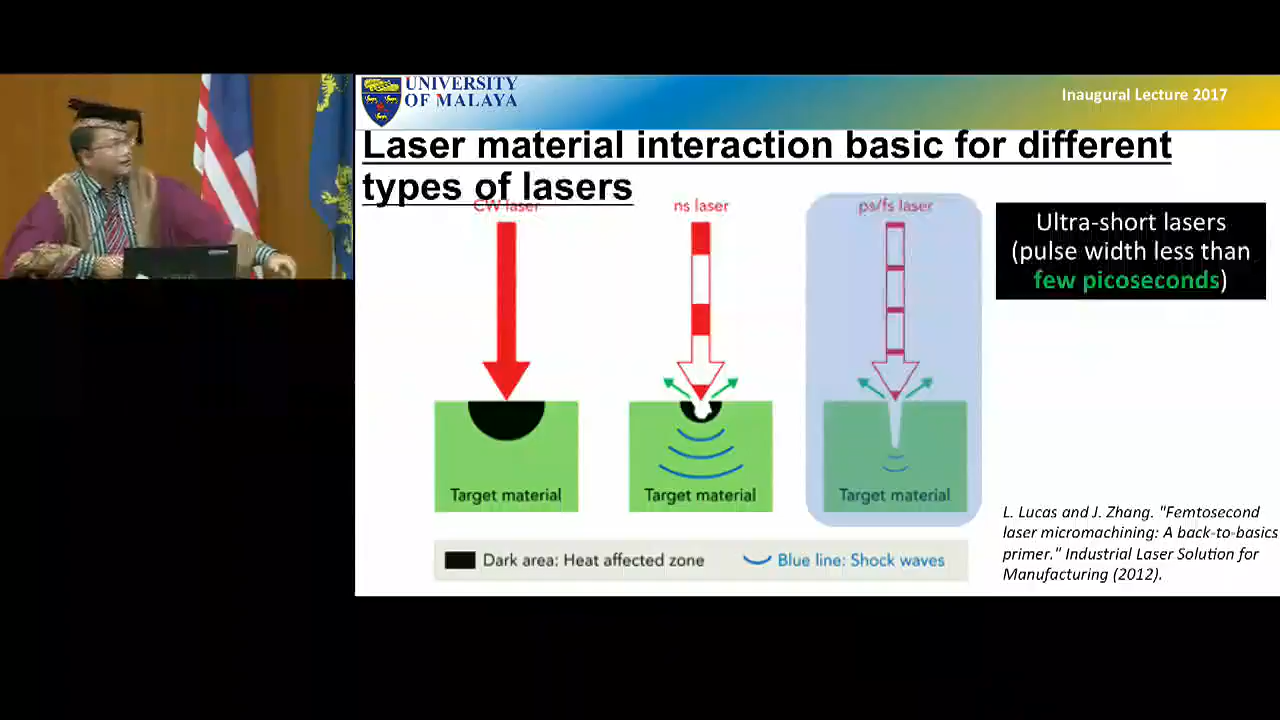 UNIVERSITY
OF MALAYA
Inaugural Lecture 2017
Laser material interaction basic for different
types of lasers
CW laser
ns laser
ps/fs laser
Ultra-short lasers
(pulse width less than
few picoseconds)
Target material
Target material
Target material
L. Lucas and J. Zhang. "Femtosecond
laser micromachining: A back-to-basics
primer." Industrial Laser Solution for
Manufacturing (2012).
Dark area: Heat affected zone
Blue line: Shock waves